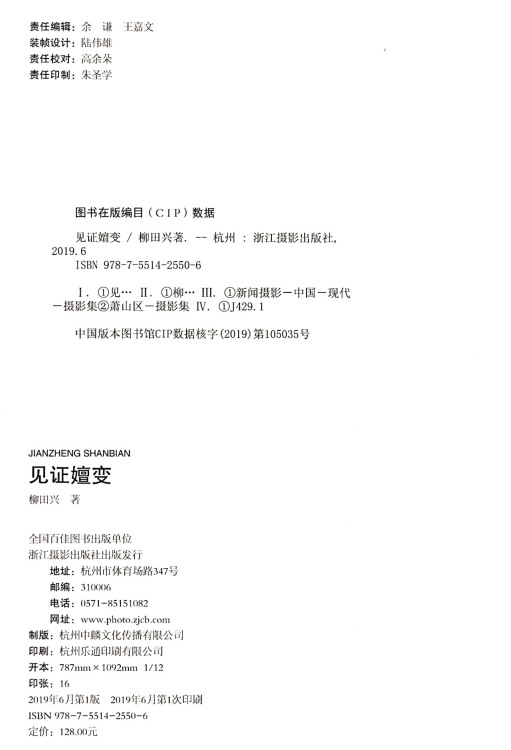 责任编辑：余　谦　王嘉文
装帧设计：陆伟雄
责任校对：高余朵
责任印制：朱圣学
图书在版编目（CIP）数据
见证嬗变 / 柳田兴著. -- 杭州 : 浙江摄影出版社,
2019.6
ISBN 978-7-5514-2550-6
Ⅰ. ①见… Ⅱ. ①柳… Ⅲ. ①新闻摄影－中国－现代
－摄影集②萧山区－摄影集 Ⅳ. ①J429.1
中国版本图书馆CIP数据核字(2019)第105035号
JIANZHENG SHANBIAN
见证嬗变
柳田兴　著
全国百佳图书出版单位
浙江摄影出版社出版发行
地址：杭州市体育场路347号
邮编：310006
电话：0571-85151082
网址：www.photo.zjcb.com
制版：杭州中麟文化传播有限公司
印刷：杭州乐通印刷有限公司
开本：787mm×1092mm 1/12
印张：16
2019年6月第1版　2019年6月第1次印刷
ISBN 978-7-5514-2550-6
定价：128.00元